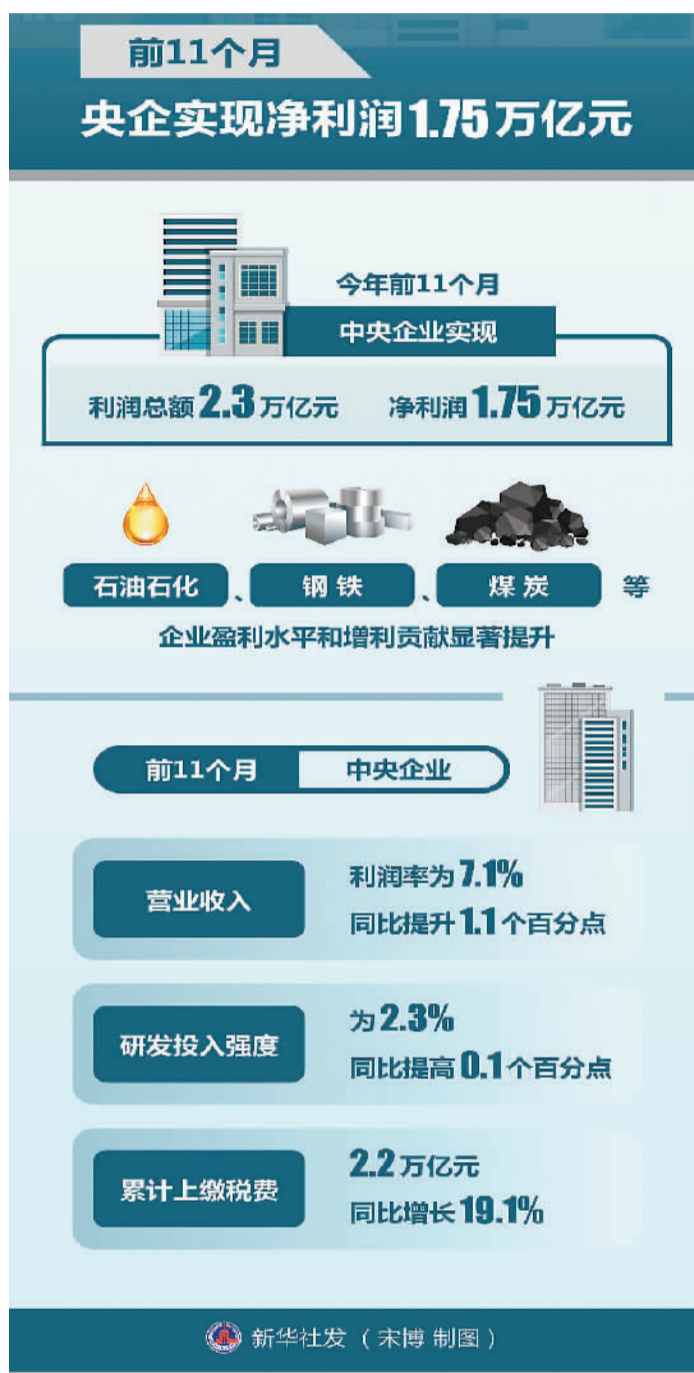 前11个月
央企实现净利润1.75万亿元
今年前11个月
中央企业实现
利润总额2.3万亿元 净利润1.75万亿元
石油石化、钢铁、煤炭等
企业盈利水平和增利贡献显著提升
前11个月 中央企业
营业收入
利润率为7.1%
同比提升1.1个百分点
研发投入强度
为2.3%
同比提高0.1个百分点
累计上缴税费
2.2万亿元
同比增长19.1%
新华社发（宋博 制图）